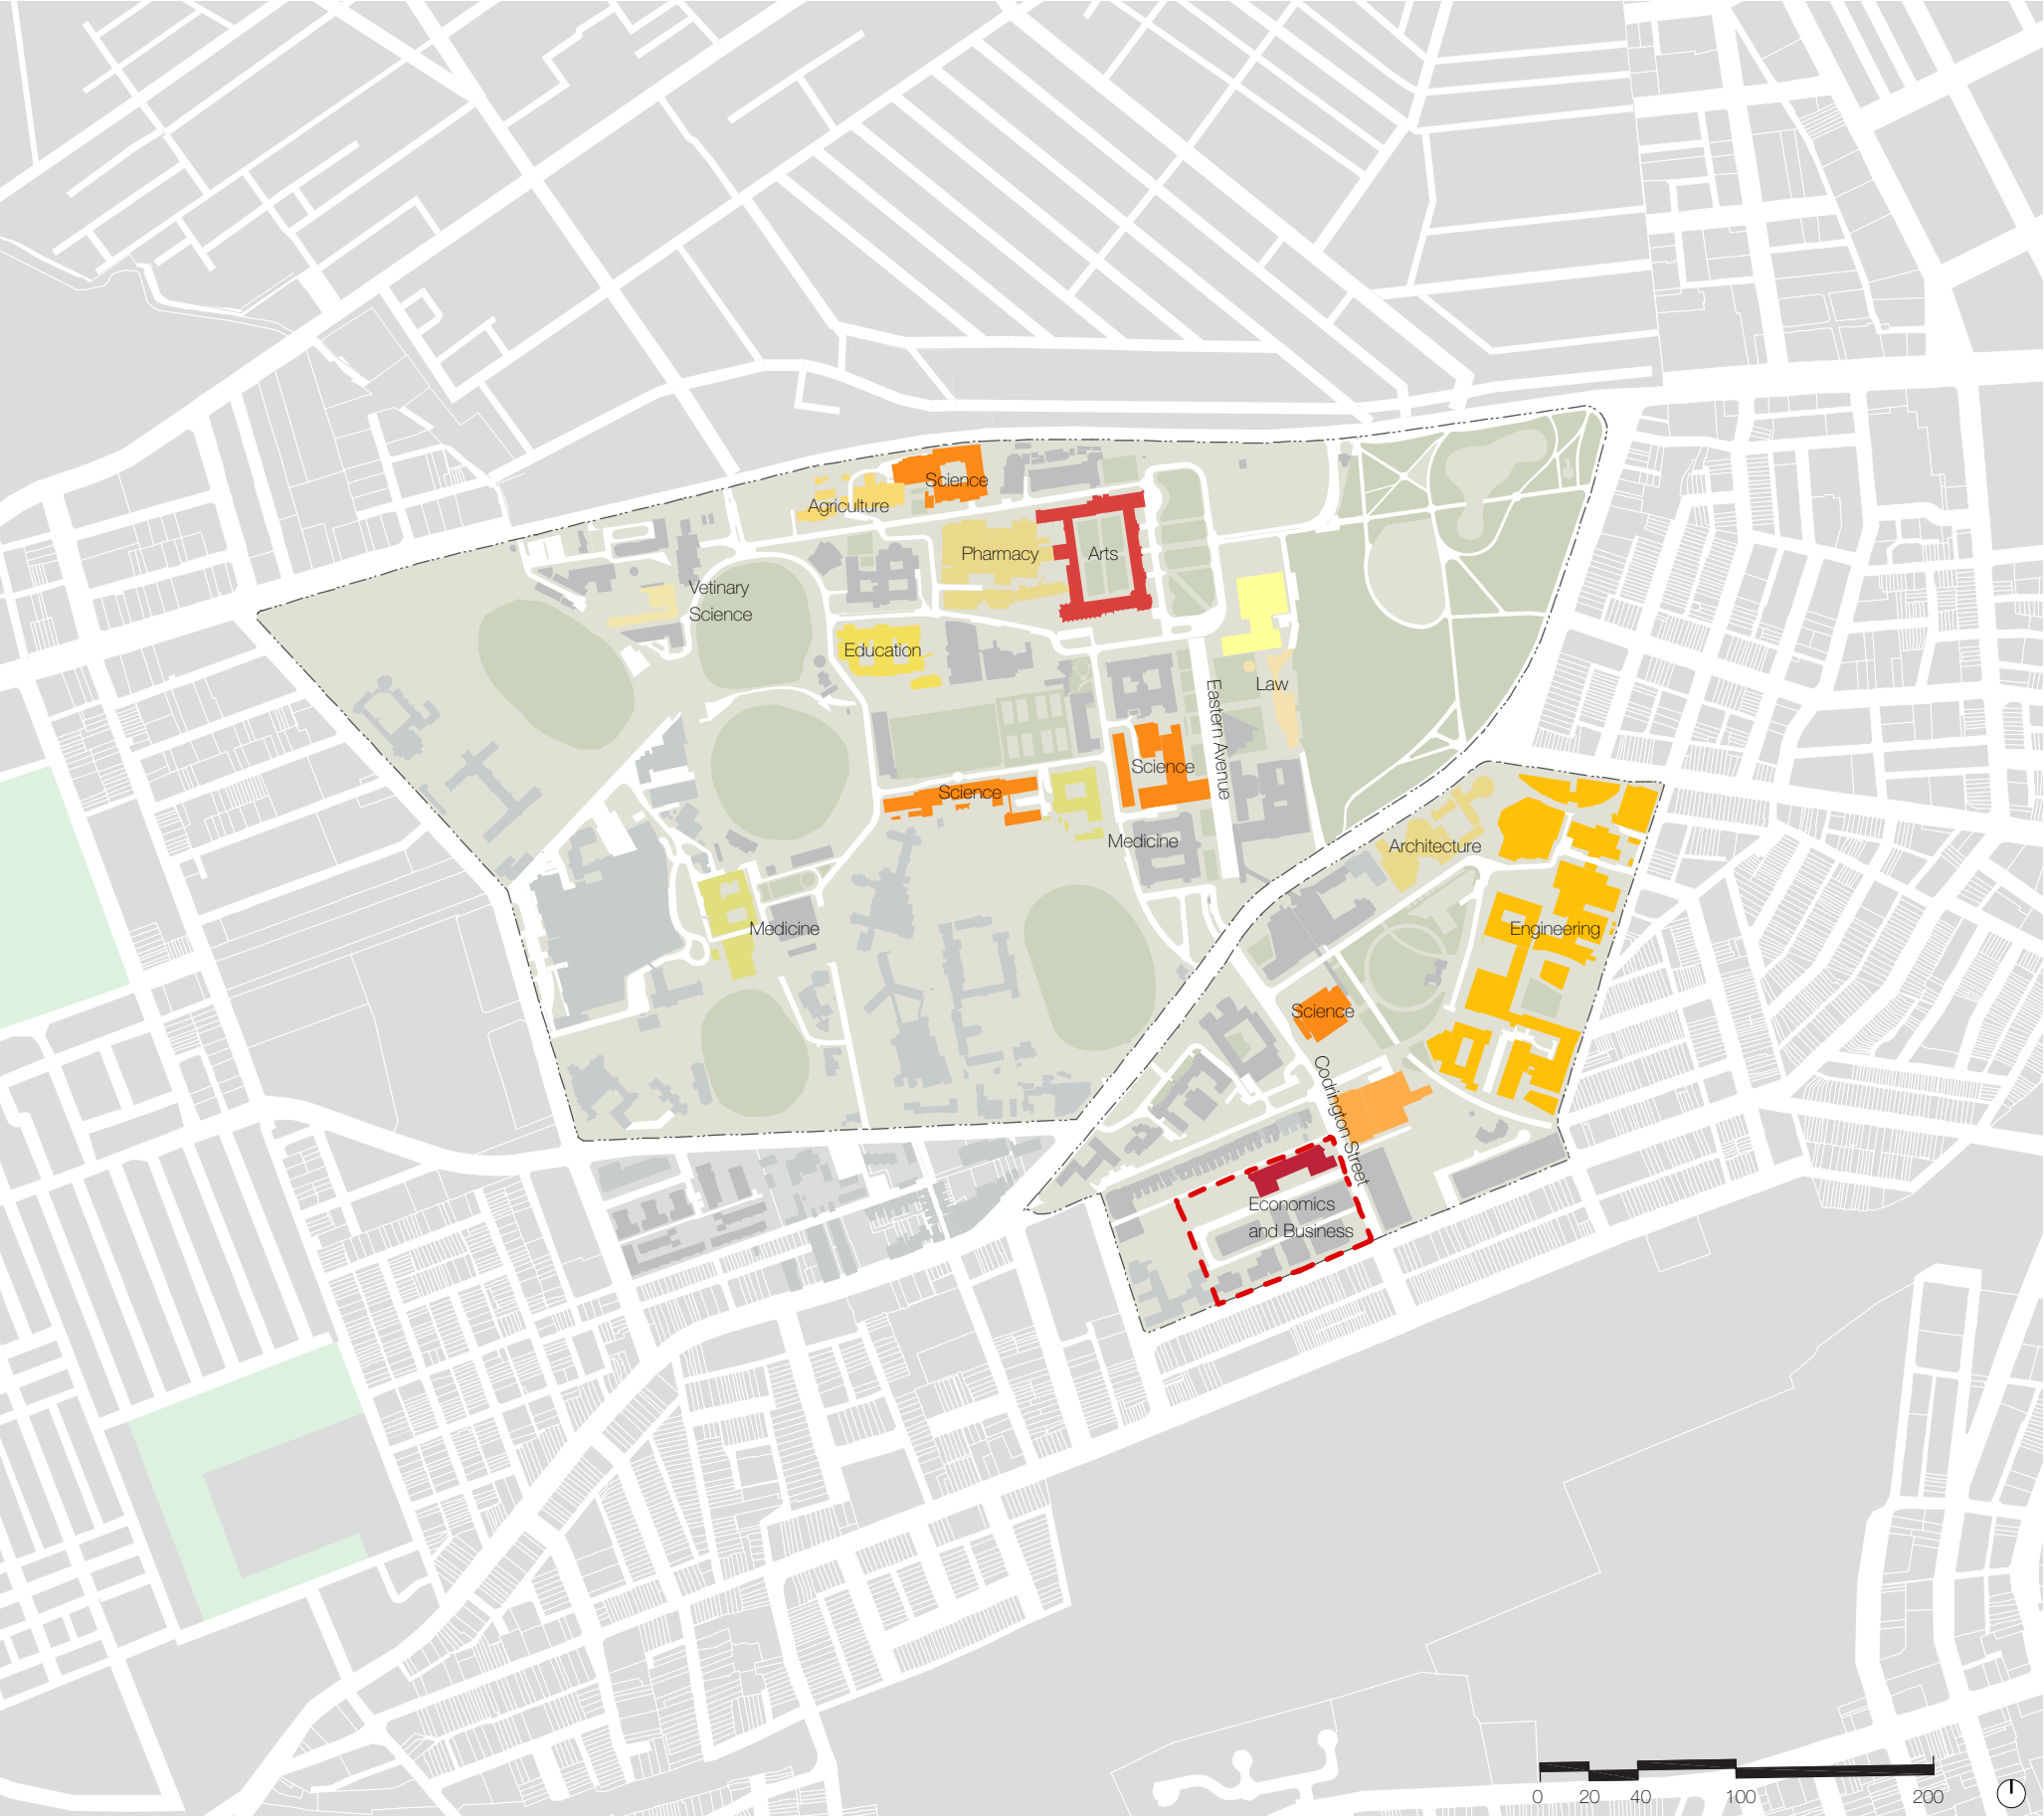 Science
Agriculture
Pharmacy
Arts
Vetinary
Science
Education
Law
Eastern Avenue
Science
Science
Medicine
Architecture
Medicine
Engineering
Science
Codrington Street
Economics
and Business
0 20 40 100 200